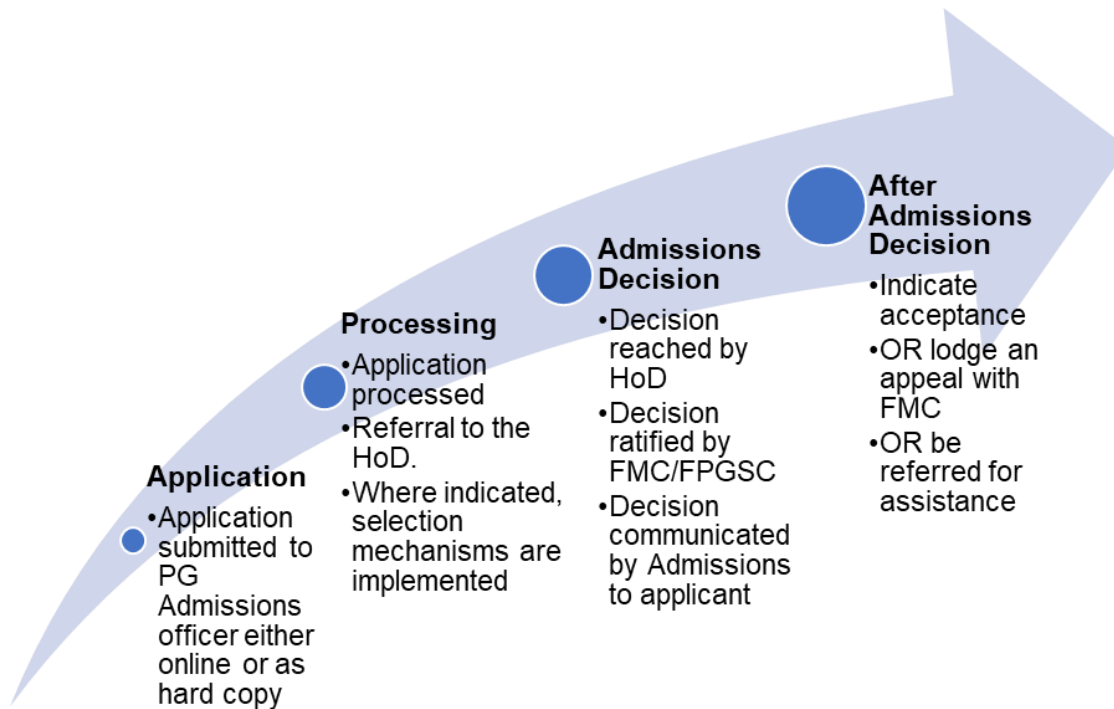 Application
•Application
submitted to
PG
Admissions
officer either
online or as
hard copy
Processing
•Application
processed
•Referral to the
HoD.
•Where indicated,
selection
mechanisms are
implemented
Admissions
Decision
•Decision
reached by
HoD
•Decision
ratified by
FMC/FPGSC
•Decision
communicated
by Admissions
to applicant
After
Admissions
Decision
•Indicate
acceptance
•OR lodge an
appeal with
FMC
•OR be
referred for
assistance